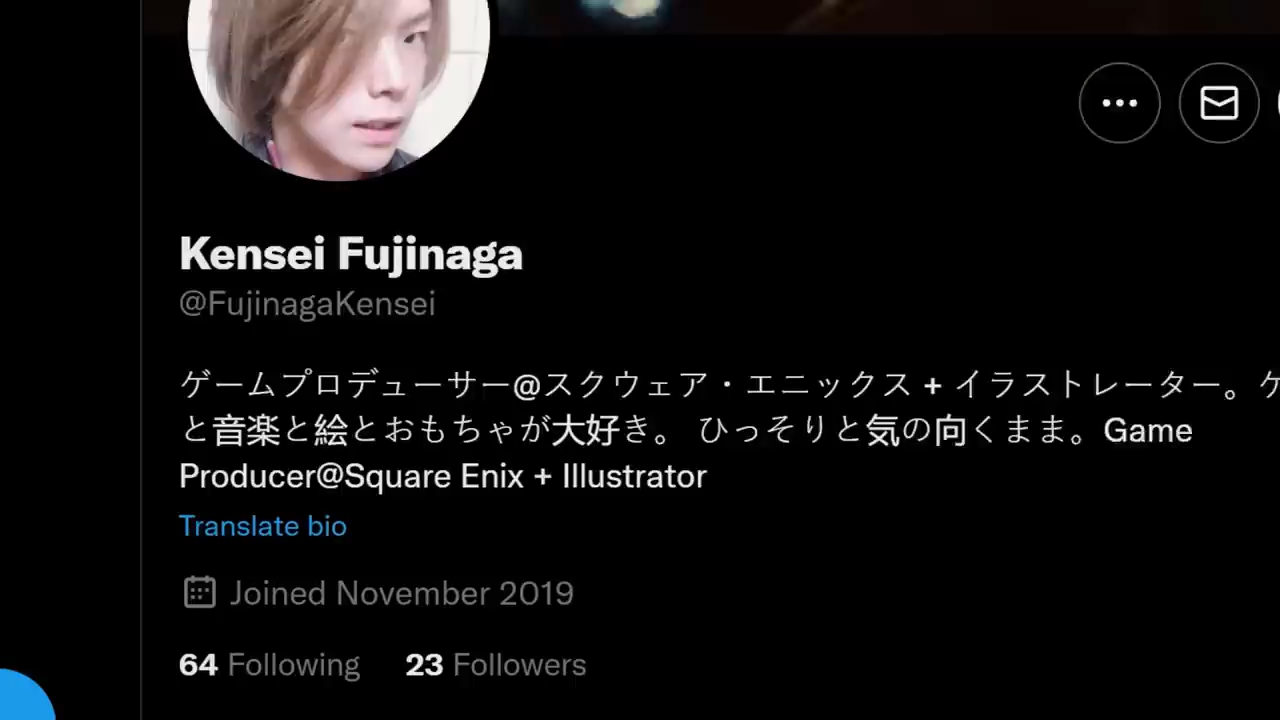 Kensei Fujinaga
@FujinagaKensei
ゲームプロデューサー@スクウェア・エニックス + イラストレーター。ゲ
と音楽と絵とおもちゃが大好き。 ひっそりと気の向くまま。Game
Producer@Square Enix + Illustrator
Translate bio
Joined November 2019
64 Following 23 Followers